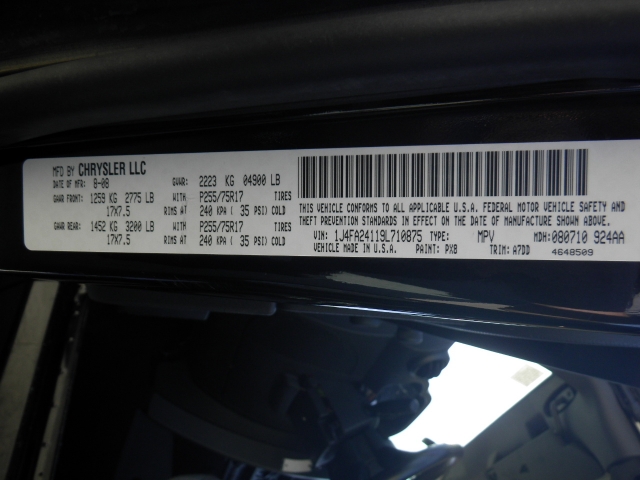 MFD BY CHRYSLER LLC
DATE OF MFR: 8-08 GVWR: 2223 KG 04900 LB
GAWR FRONT: 1259 KG 2775 LB WITH P255/75R17 TIRES
17X7.5 RIMS AT 240 KPA ( 35 PSI) COLD
GAWR REAR: 1452 KG 3200 LB WITH P255/75R17 TIRES
17X7.5 RIMS AT 240 KPA ( 35 PSI) COLD
THIS VEHICLE CONFORMS TO ALL APPLICABLE U.S.A. FEDERAL MOTOR VEHICLE SAFETY AND
THEFT PREVENTION STANDARDS IN EFFECT ON THE DATE OF MANUFACTURE SHOWN ABOVE.
VIN: 1J4FA24119L710875 TYPE: MPV MDH: 080710 924AA
VEHICLE MADE IN U.S.A. PAINT: PX8 TRIM: A7DD 4648509